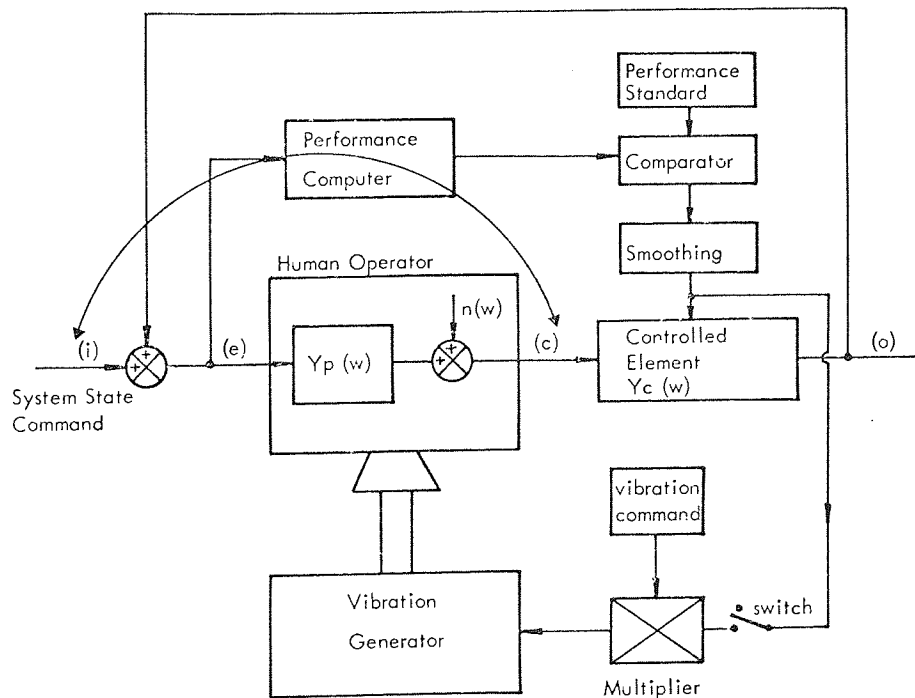 Performance
Standard
Performance
Computer
Comparator
Smoothing
Human Operator
n(w)
(i)
+
+
(e)
Yp (w)
+
+
(c)
Controlled
Element
Yc (w)
(o)
System State
Command
vibration
command
Vibration
Generator
switch
Multiplier